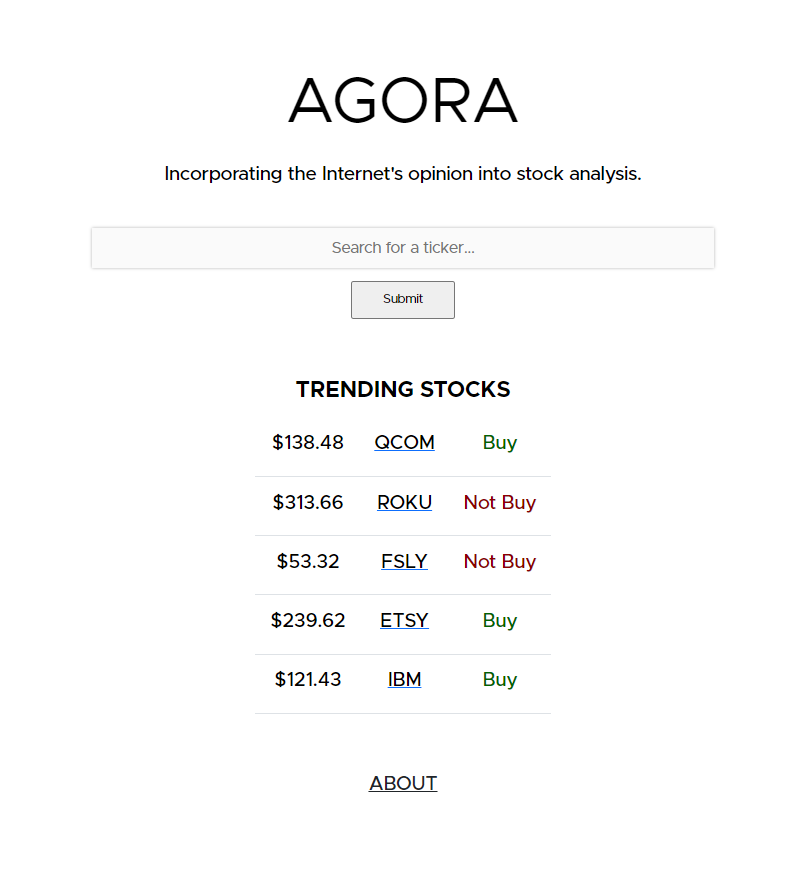 AGORA
Incorporating the Internet's opinion into stock analysis.
Search for a ticker...
Submit
TRENDING STOCKS
$138.48 QCOM Buy
$313.66 ROKU Not Buy
$53.32 FSLY Not Buy
$239.62 ETSY Buy
$121.43 IBM Buy
ABOUT